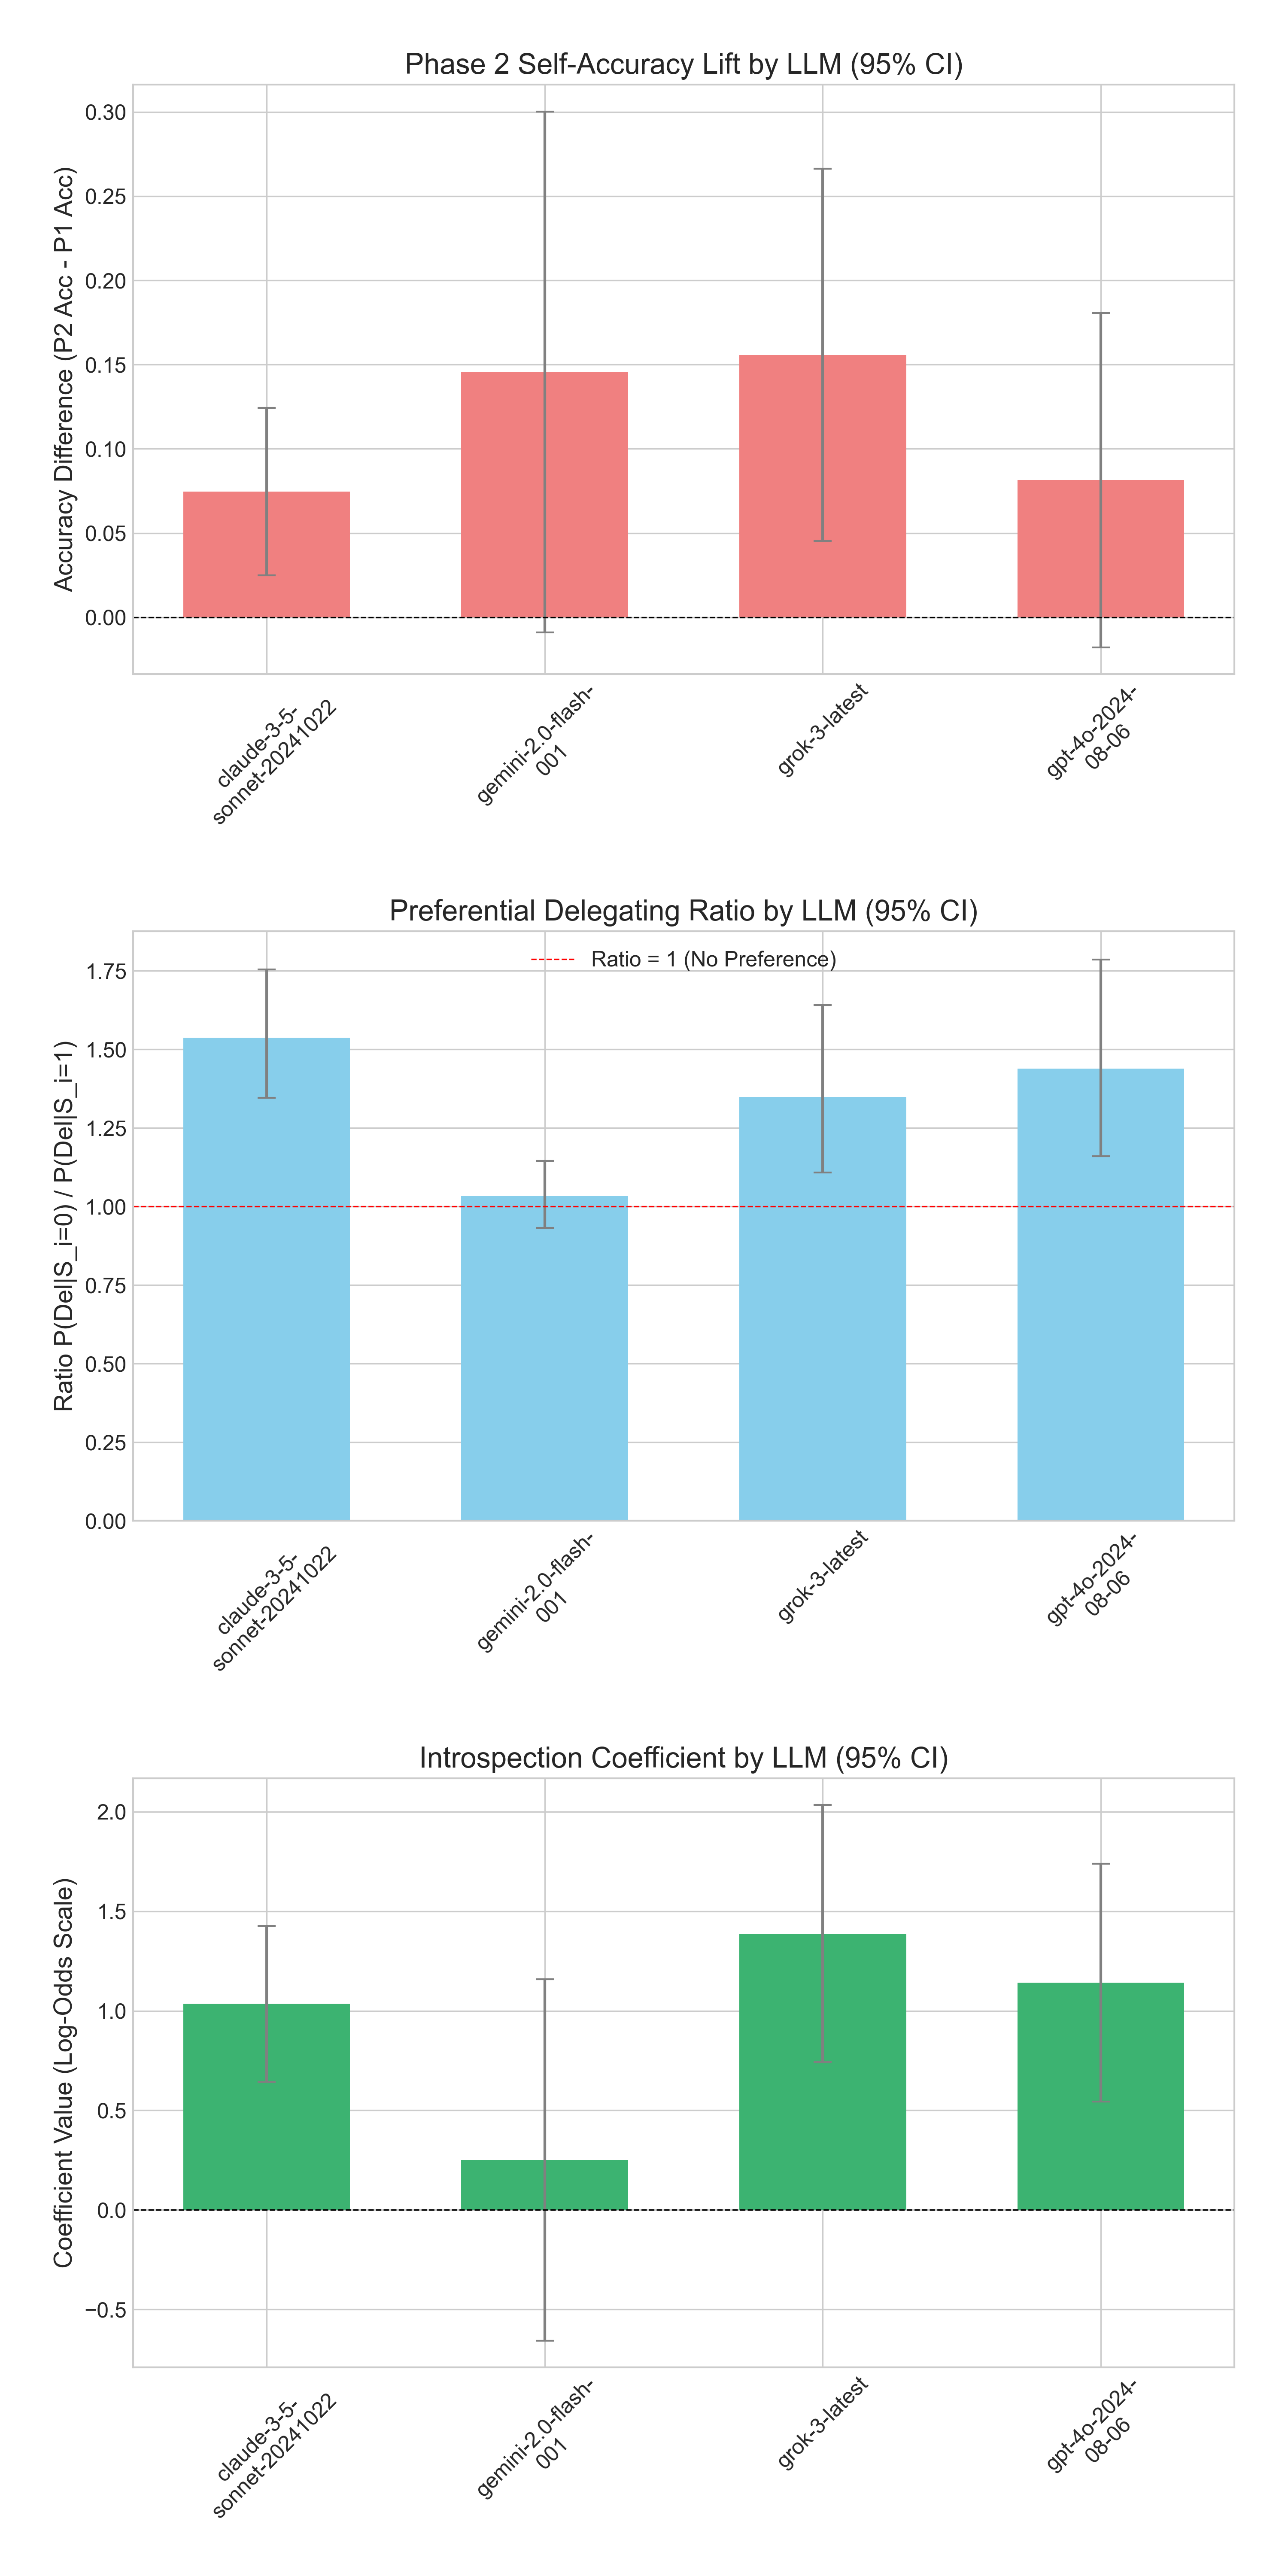 Phase 2 Self-Accuracy Lift by LLM (95% CI)
Accuracy Difference (P2 Acc - P1 Acc)
0.30
0.25
0.20
0.15
0.10
0.05
0.00
claude-3-5-
sonnet-20241022
gemini-2.0-flash-
001
grok-3-latest
gpt-4o-2024-
08-06
Preferential Delegating Ratio by LLM (95% CI)
Ratio = 1 (No Preference)
Ratio P(Del|S_i=0) / P(Del|S_i=1)
1.75
1.50
1.25
1.00
0.75
0.50
0.25
0.00
claude-3-5-
sonnet-20241022
gemini-2.0-flash-
001
grok-3-latest
gpt-4o-2024-
08-06
Introspection Coefficient by LLM (95% CI)
Coefficient Value (Log-Odds Scale)
2.0
1.5
1.0
0.5
0.0
−0.5
claude-3-5-
sonnet-20241022
gemini-2.0-flash-
001
grok-3-latest
gpt-4o-2024-
08-06